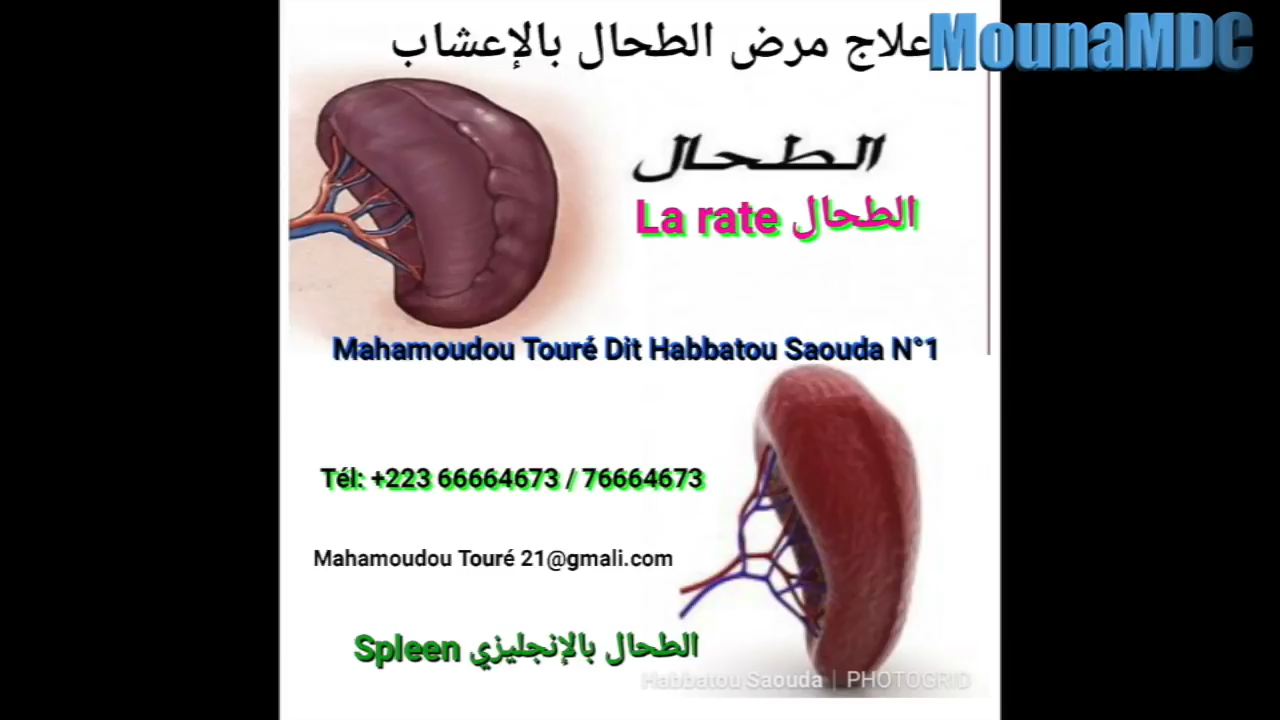 علاج مرض الطحال بالإعشاب
MounaMDC
الطحال
La rate الطحال
Mahamoudou Touré Dit Habbatou Saouda N°1
Tél: +223 66664673 / 76664673
Mahamoudou Touré 21@gmali.com
الطحال بالإنجليزي Spleen
Habbatou Saouda | PHOTOGRID